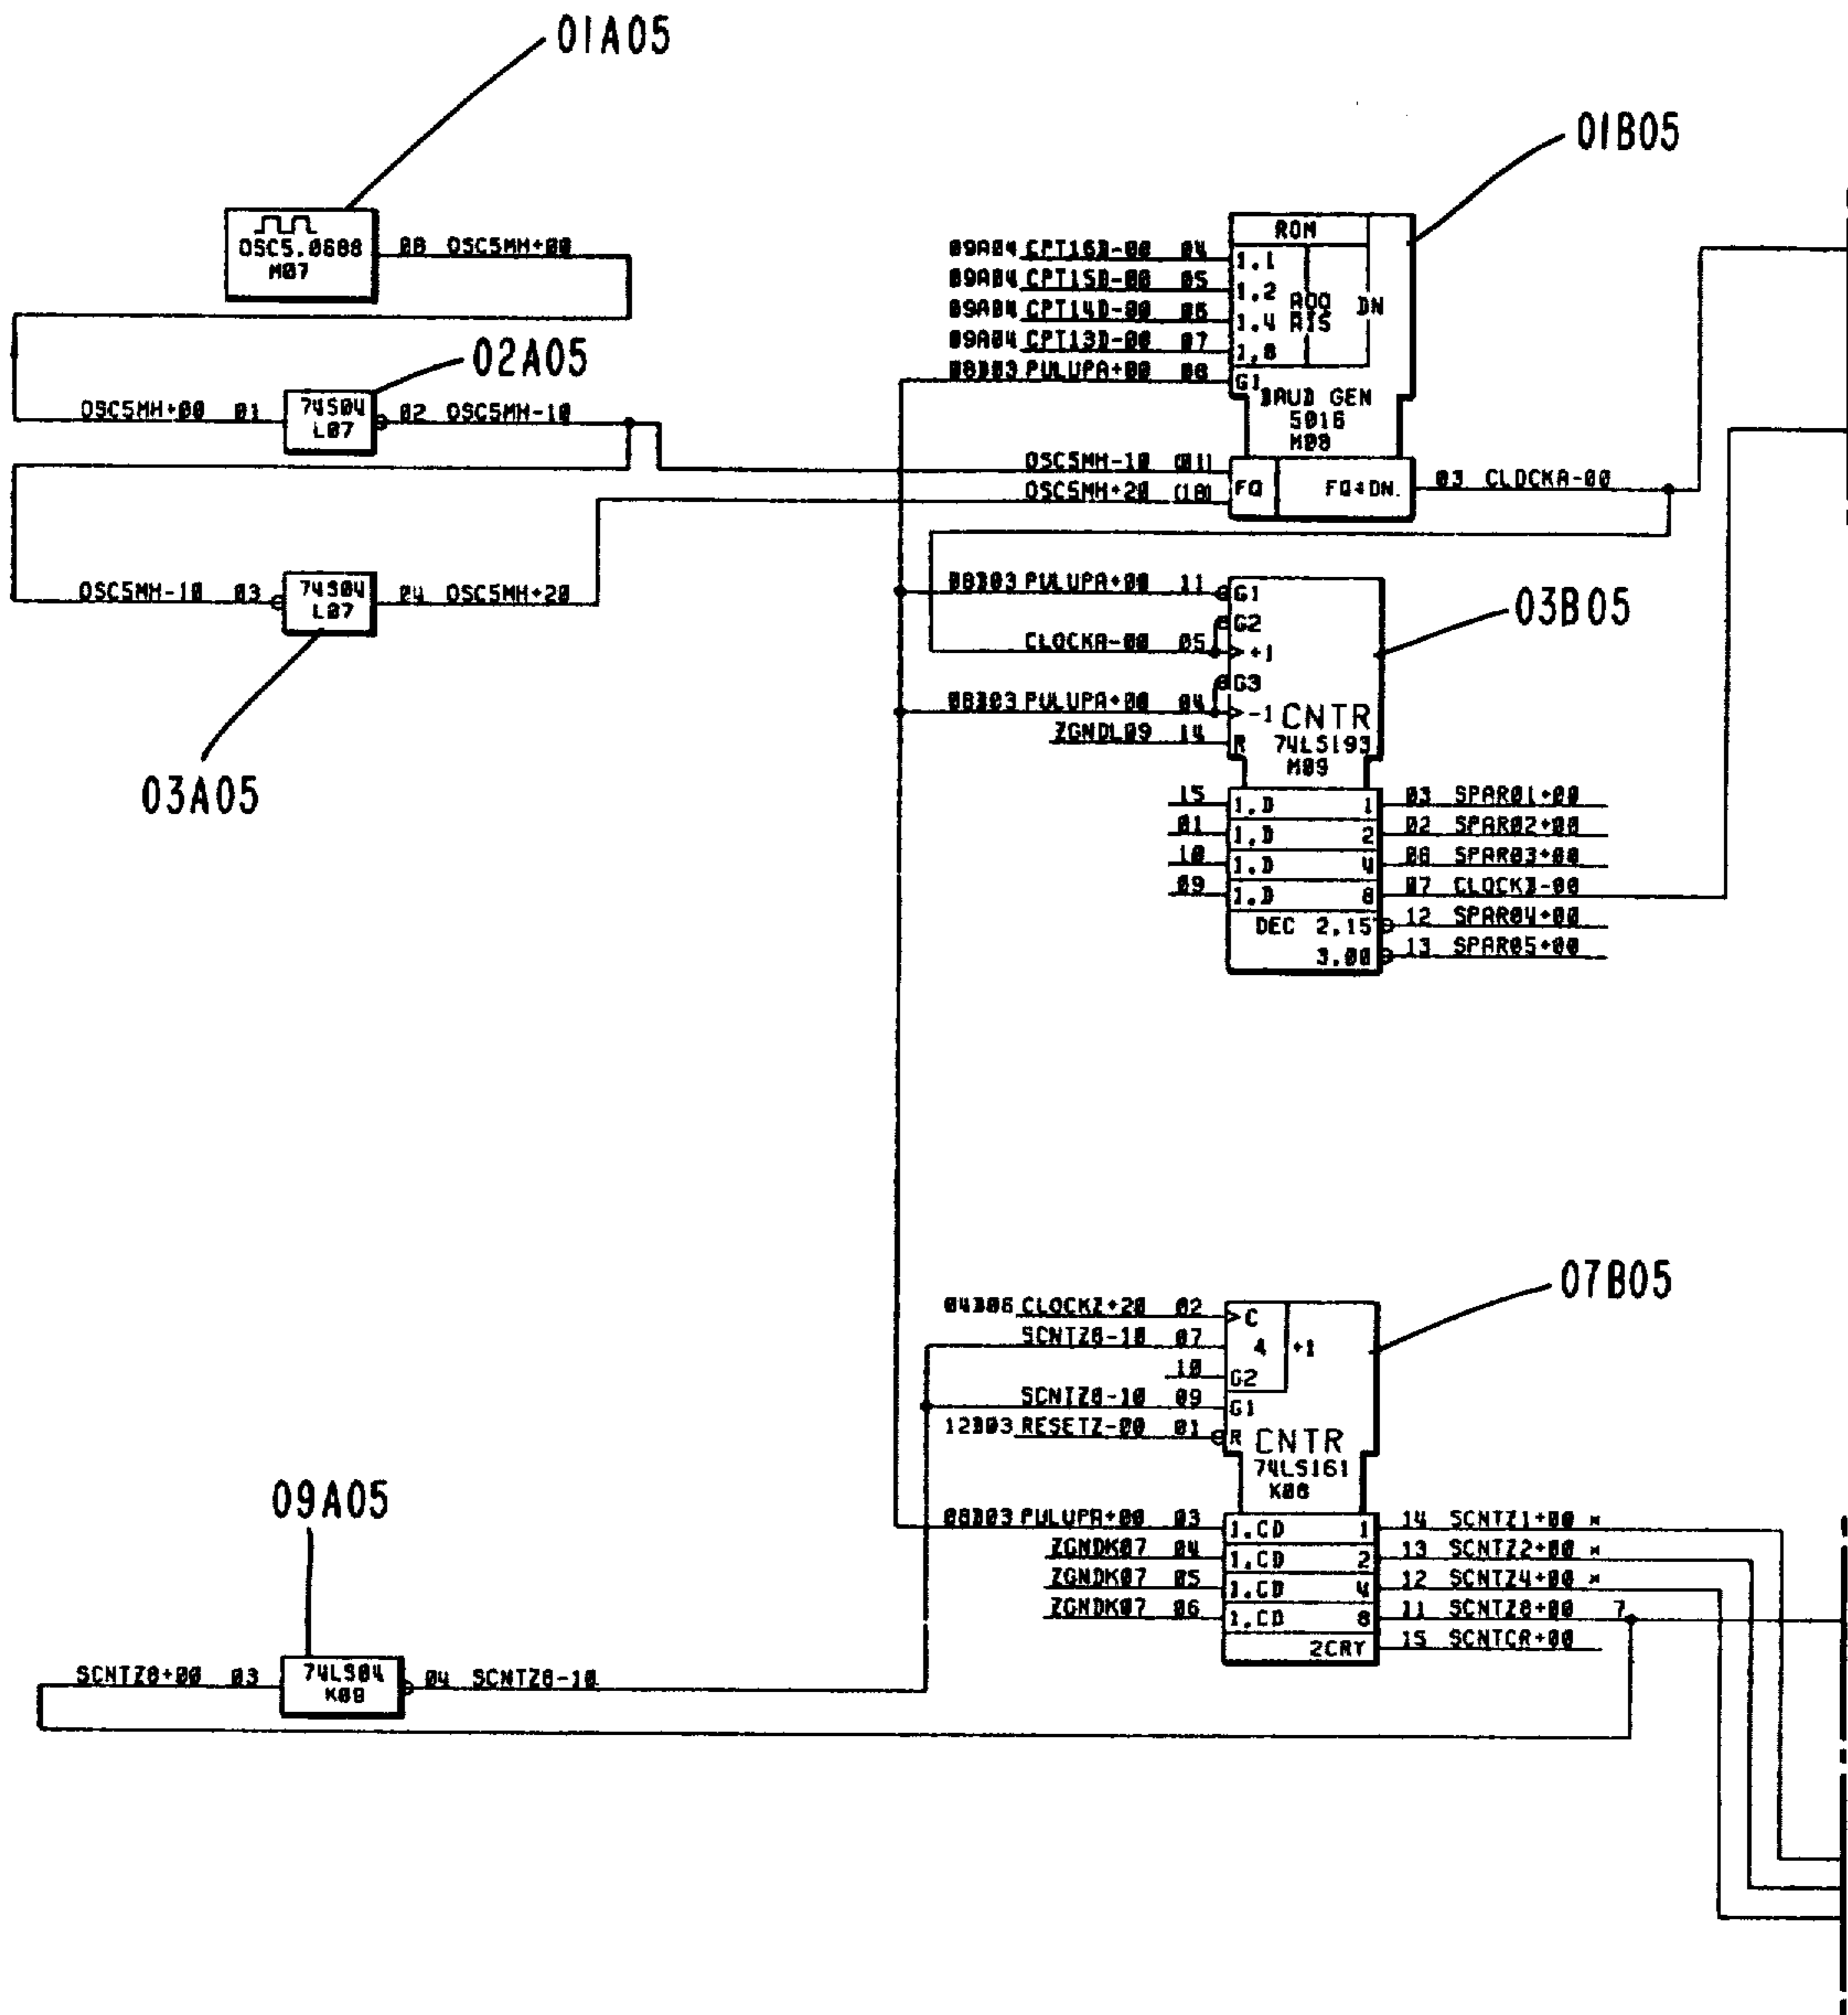 01A05
01B05
OSC5.0688
M07
08 OSC5MH+00
02A05
OSC5MH+00 01
74S04
L07
02 OSC5MH-10
OSC5MH-10 03
74S04
L07
04 OSC5MH+20
03A05
ROM
09A04 CPT16D-00 04
1,1
09A04 CPT15D-00 05
1,2
09A04 CPT14D-00 06
1,4
09A04 CPT13D-00 07
1,8
DN
08B03 PULUPA+00 08
G1
BAUD GEN
5016
M08
OSC5MH-10 (01)
OSC5MH+20 (18)
FQ
FQ÷DN.
03 CLOCKA-00
03B05
08B03 PULUPA+00 11
G1
G2
CLOCKA-00 05
+1
G3
08B03 PULUPA+00 04
-1
CNTR
ZGNDL09 14
R
74LS193
M09
15 1,D 1 03 SPAR01+00
01 1,D 2 02 SPAR02+00
10 1,D 4 06 SPAR03+00
09 1,D 8 07 CLOCKB-00
DEC 2,15 12 SPAR04+00
3,00 13 SPAR05+00
07B05
04B06 CLOCKZ+20 02
C
SCNTZ8-10 07
4 +1
10 G2
SCNTZ8-10 09
G1
12B03 RESETZ-00 01
R
CNTR
74LS161
K08
08B03 PULUPA+00 03 1,CD 1 14 SCNTZ1+00 *
ZGNDK07 04 1,CD 2 13 SCNTZ2+00 *
ZGNDK07 05 1,CD 4 12 SCNTZ4+00 *
ZGNDK07 06 1,CD 8 11 SCNTZ8+00 7
2CRY 15 SCNTCR+00
09A05
SCNTZ8+00 03
74LS04
K09
04 SCNTZ8-10